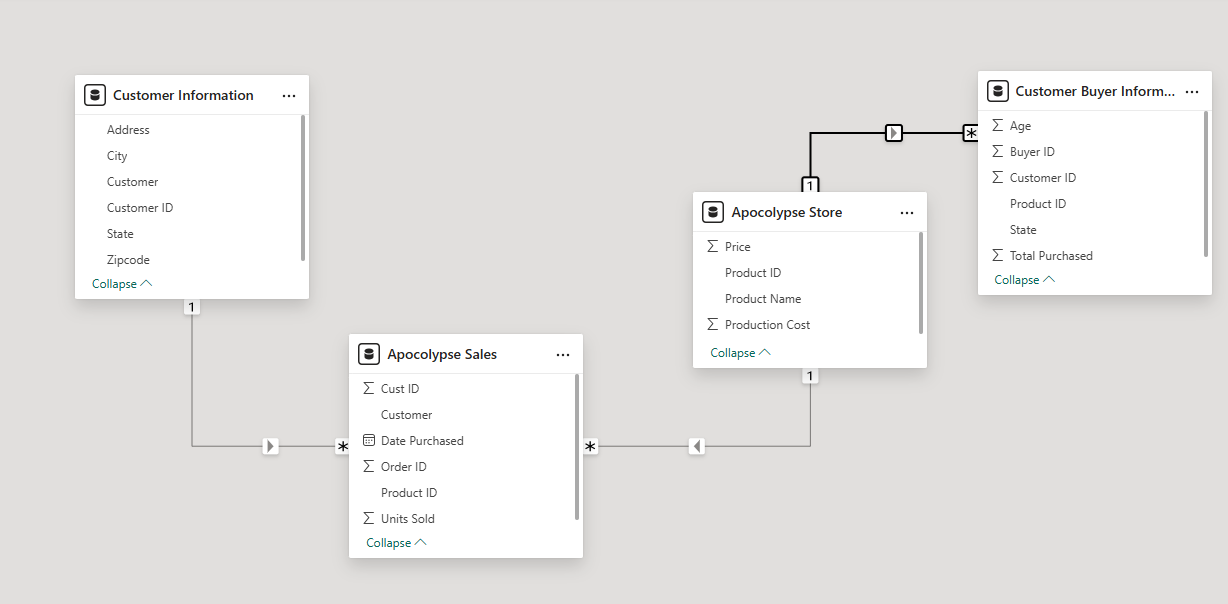 Customer Information
Address
City
Customer
Customer ID
State
Zipcode
Collapse
1
Apocolypse Sales
Cust ID
Customer
Date Purchased
Order ID
Product ID
Units Sold
Collapse
*
*
1
Apocolypse Store
Price
Product ID
Product Name
Production Cost
Collapse
1
*
Customer Buyer Inform...
Age
Buyer ID
Customer ID
Product ID
State
Total Purchased
Collapse